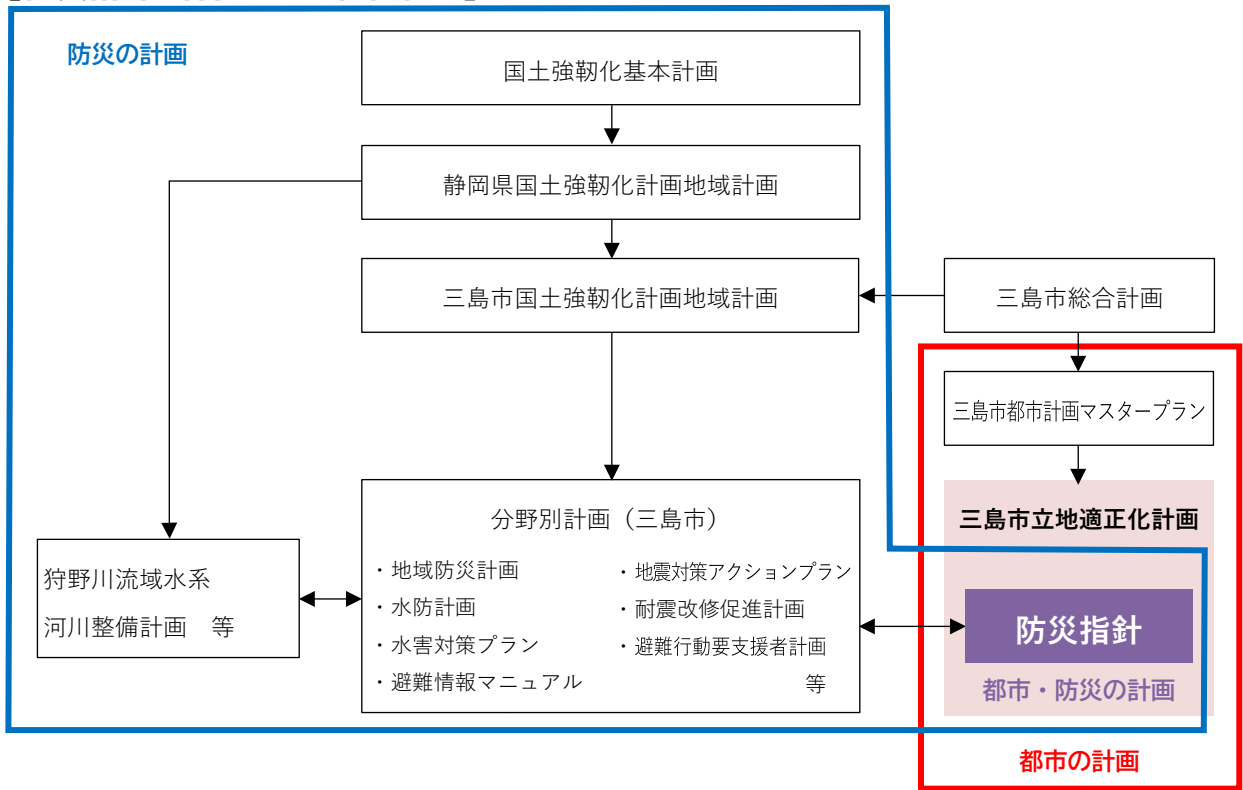 防災の計画
国土強靭化基本計画
静岡県国土強靭化計画地域計画
三島市国土強靭化計画地域計画
三島市総合計画
三島市都市計画マスタープラン
三島市立地適正化計画
防災指針
都市・防災の計画
都市の計画
分野別計画（三島市）
・地域防災計画
・水防計画
・水害対策プラン
・避難情報マニュアル
・地震対策アクションプラン
・耐震改修促進計画
・避難行動要支援者計画
等
狩野川流域水系
河川整備計画　等